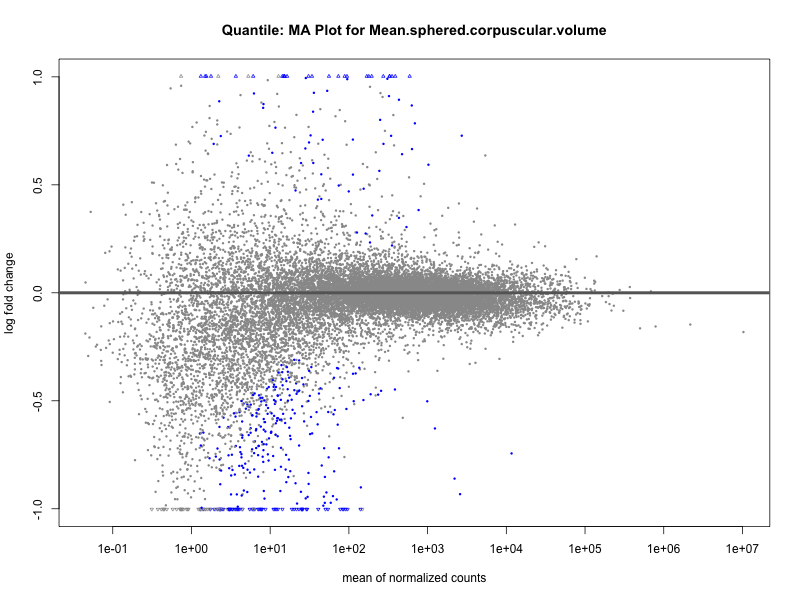 Quantile: MA Plot for Mean.sphered.corpuscular.volume
log fold change
1.0
0.5
0.0
-0.5
-1.0
1e-01 1e+00 1e+01 1e+02 1e+03 1e+04 1e+05 1e+06 1e+07
mean of normalized counts